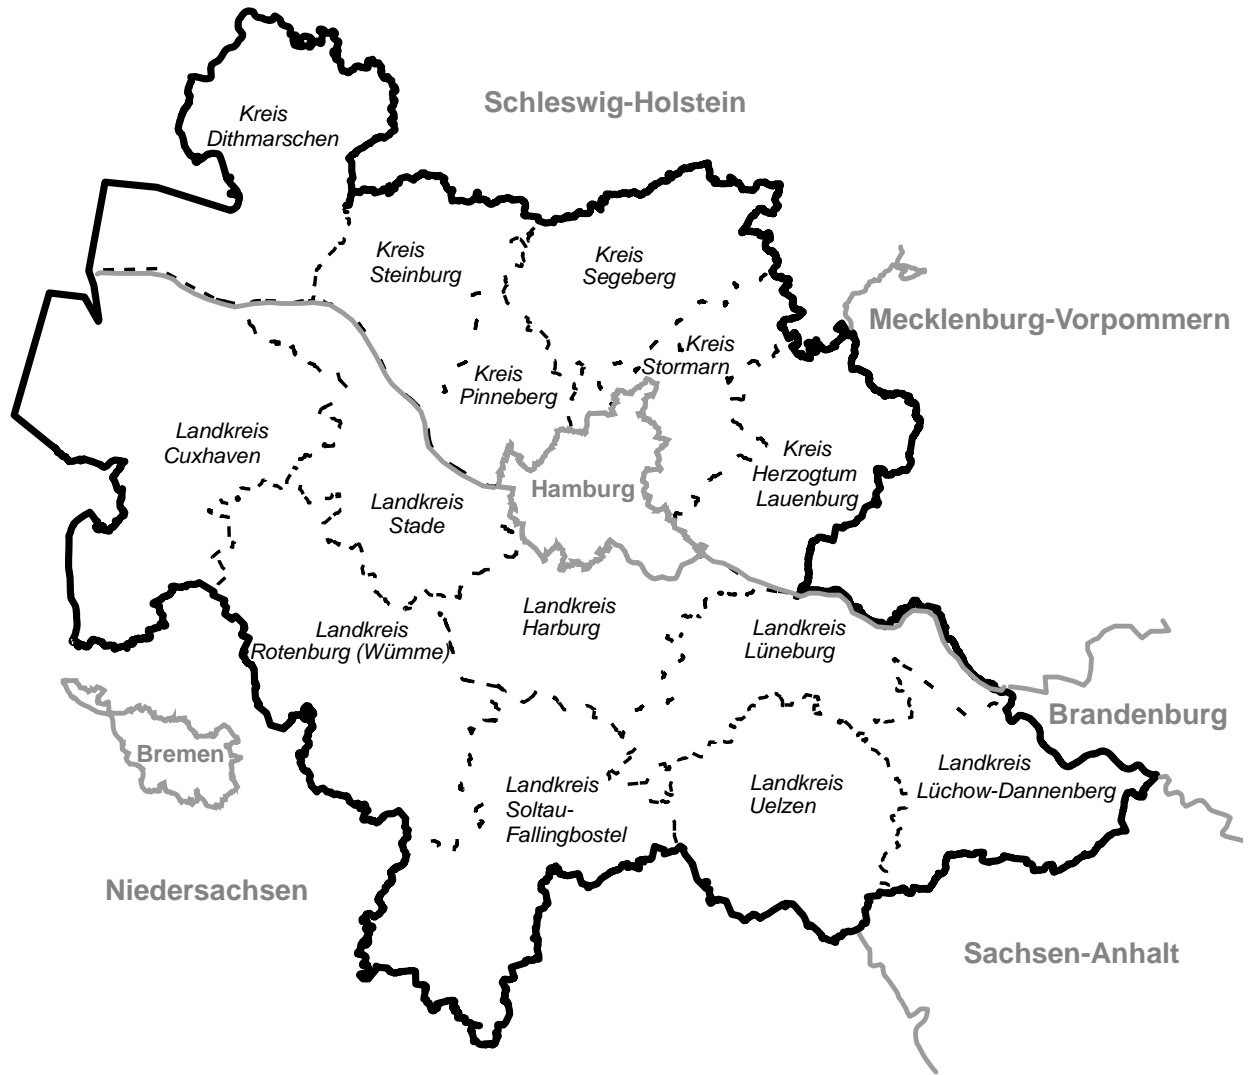 Schleswig-Holstein
Kreis
Dithmarschen
Kreis
Steinburg
Kreis
Segeberg
Mecklenburg-Vorpommern
Kreis
Stormarn
Kreis
Pinneberg
Landkreis
Cuxhaven
Kreis
Herzogtum
Lauenburg
Hamburg
Landkreis
Stade
Landkreis
Harburg
Landkreis
Rotenburg (Wümme)
Landkreis
Lüneburg
Brandenburg
Bremen
Landkreis
Lüchow-Dannenberg
Landkreis
Soltau-
Fallingbostel
Landkreis
Uelzen
Niedersachsen
Sachsen-Anhalt